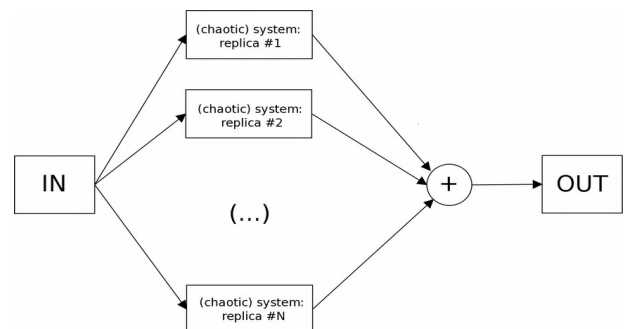 (chaotic) system:
replica #1
(chaotic) system:
replica #2
IN
+
OUT
(...)
(chaotic) system:
replica #N